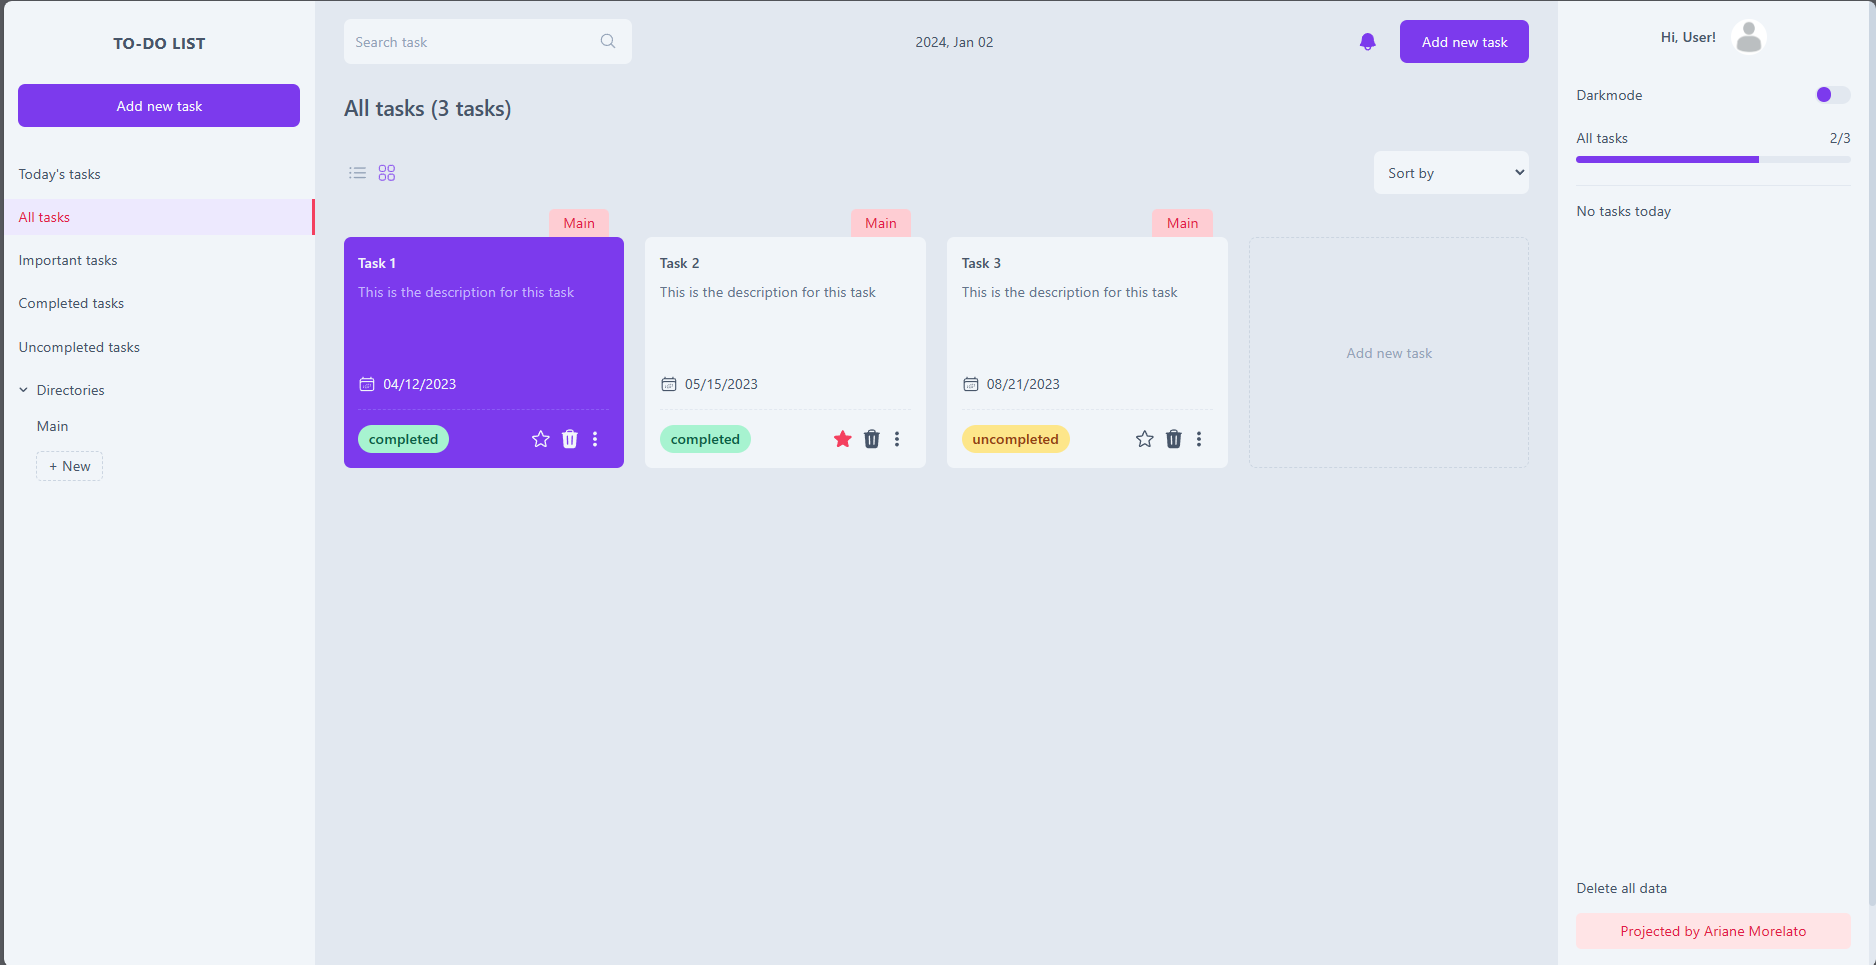 TO-DO LIST
Add new task
Today's tasks
All tasks
Important tasks
Completed tasks
Uncompleted tasks
Directories
Main
+ New
Search task
2024, Jan 02
Add new task
All tasks (3 tasks)
Sort by
Main
Task 1
This is the description for this task
04/12/2023
completed
Main
Task 2
This is the description for this task
05/15/2023
completed
Main
Task 3
This is the description for this task
08/21/2023
uncompleted
Add new task
Hi, User!
Darkmode
All tasks 2/3
No tasks today
Delete all data
Projected by Ariane Morelato